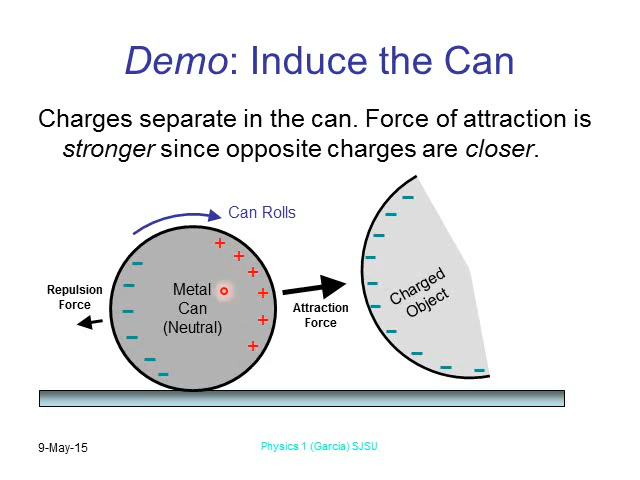 Demo: Induce the Can
Charges separate in the can. Force of attraction is
stronger since opposite charges are closer.
Can Rolls
Repulsion
Force
Metal
Can
(Neutral)
Attraction
Force
Charged
Object
9-May-15
Physics 1 (Garcia) SJSU